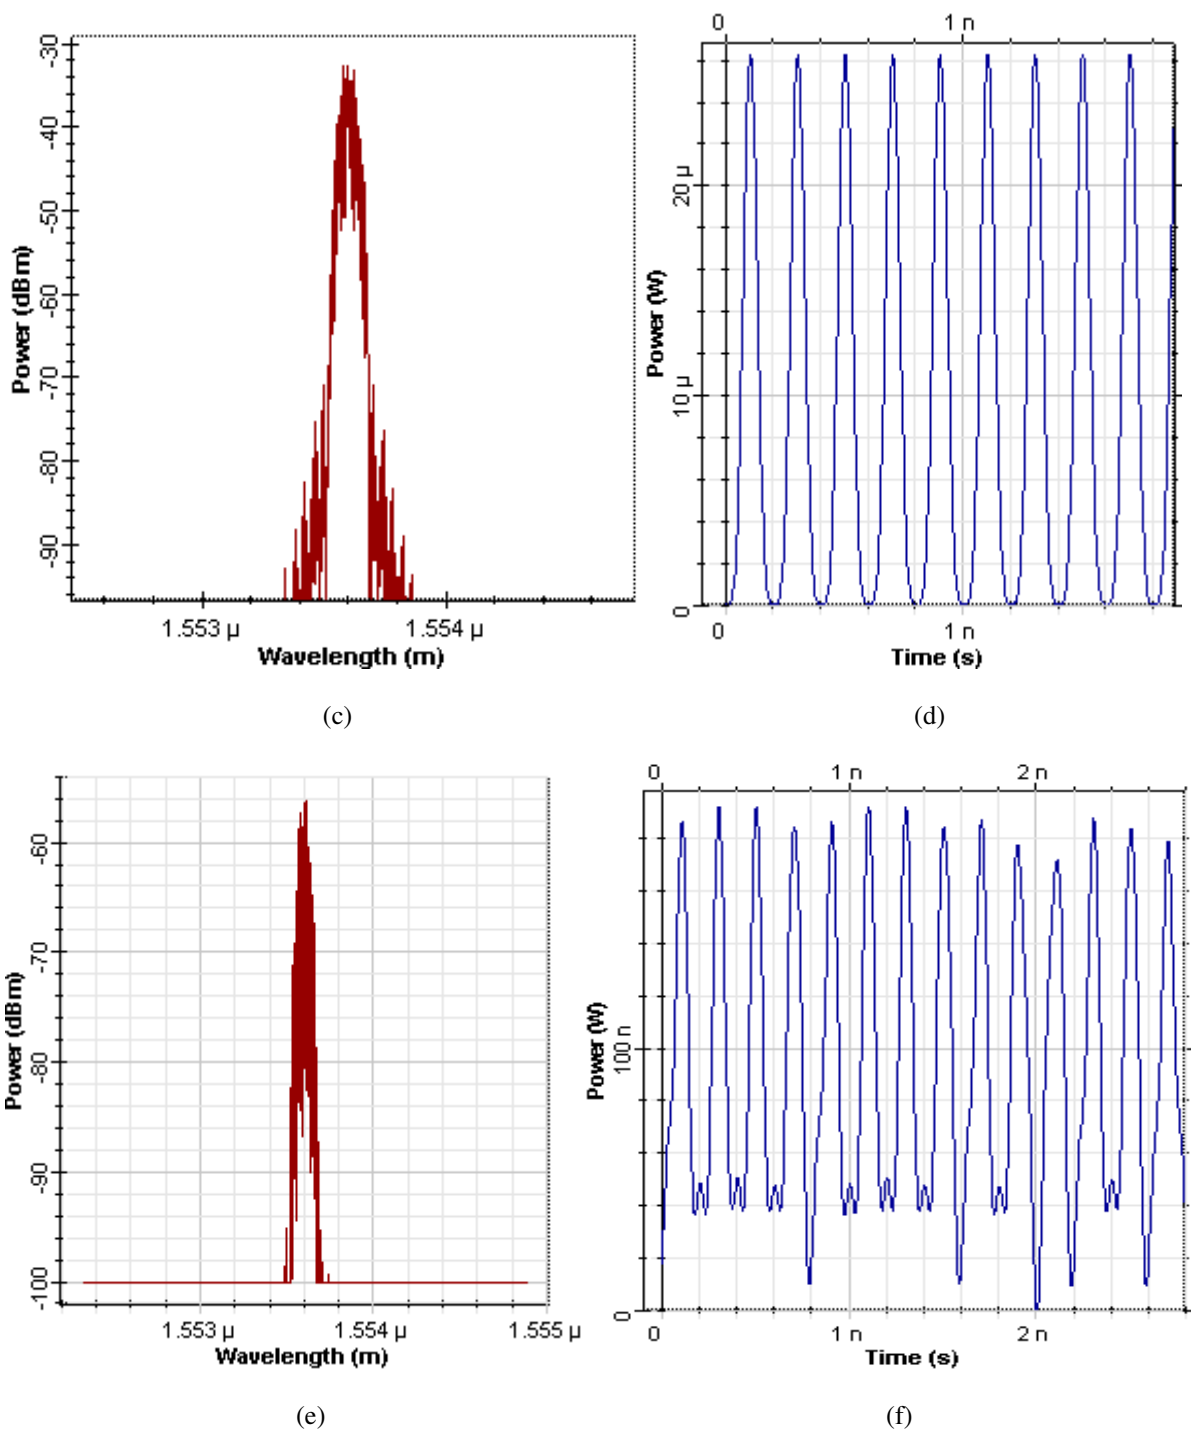 0
1 n
-30
-40
-50
-60
-70
-80
-90
Power (dBm)
1.553 µ
1.554 µ
Wavelength (m)
20 µ
10 µ
0
Power (W)
0
1 n
Time (s)
(c)
(d)
-60
-70
-80
-90
-100
Power (dBm)
1.553 µ
1.554 µ
1.555 µ
Wavelength (m)
0
1 n
2 n
100 n
0
Power (W)
0
1 n
2 n
Time (s)
(e)
(f)